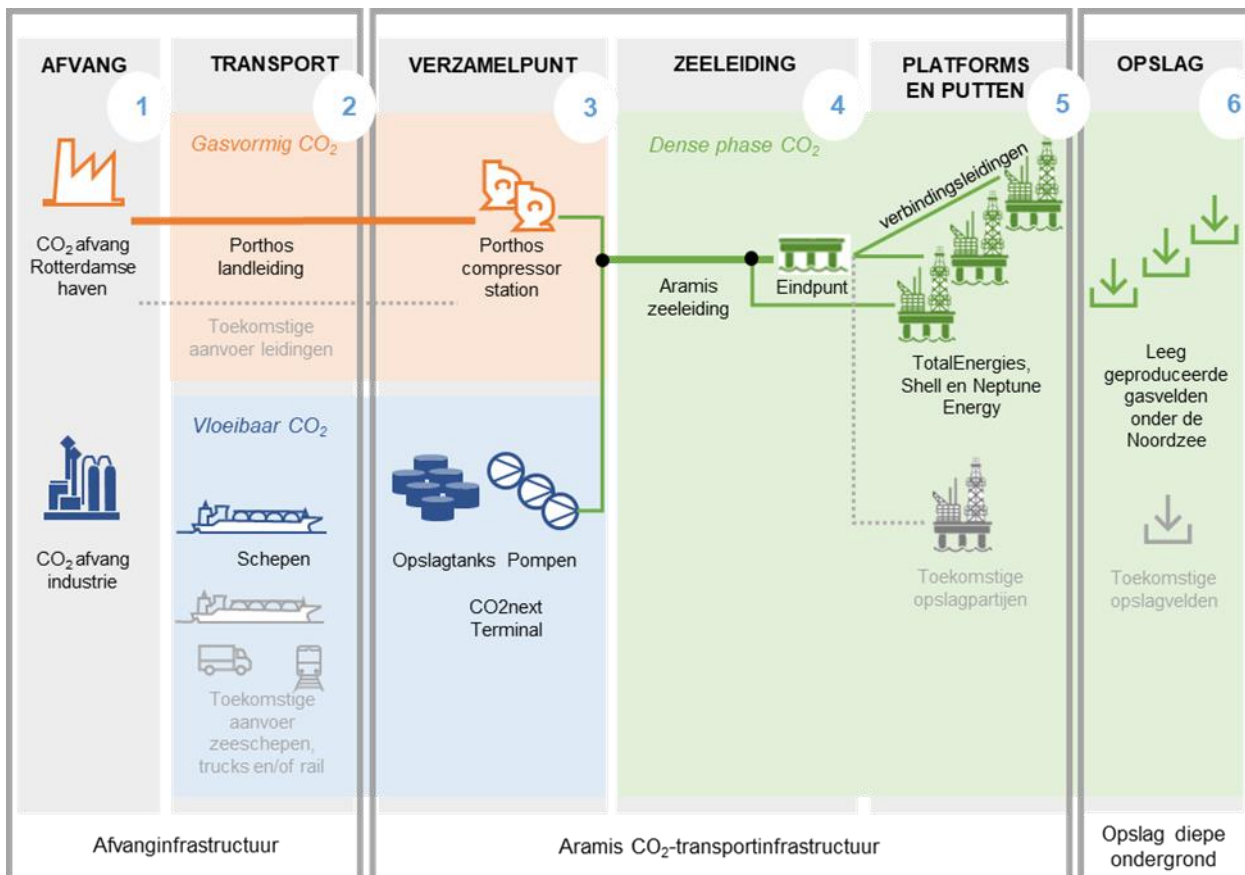 AFVANG
1
TRANSPORT
2
VERZAMELPUNT
3
ZEELEIDING
4
PLATFORMS
EN PUTTEN
5
OPSLAG
6
Gasvormig CO₂
Dense phase CO₂
verbindingsleidingen
CO₂ afvang
Rotterdamse
haven
Porthos
landleiding
Porthos
compressor
station
Aramis
zeeleiding
Eindpunt
Toekomstige
aanvoer leidingen
TotalEnergies,
Shell en Neptune
Energy
Leeg
geproduceerde
gasvelden
onder de
Noordzee
Vloeibaar CO₂
CO₂ afvang
industrie
Schepen
Opslagtanks
Pompen
CO2next
Terminal
Toekomstige
opslagpartijen
Toekomstige
opslagvelden
Toekomstige
aanvoer
zeeschepen,
trucks en/of rail
Afvanginfrastructuur
Aramis CO₂-transportinfrastructuur
Opslag diepe
ondergrond